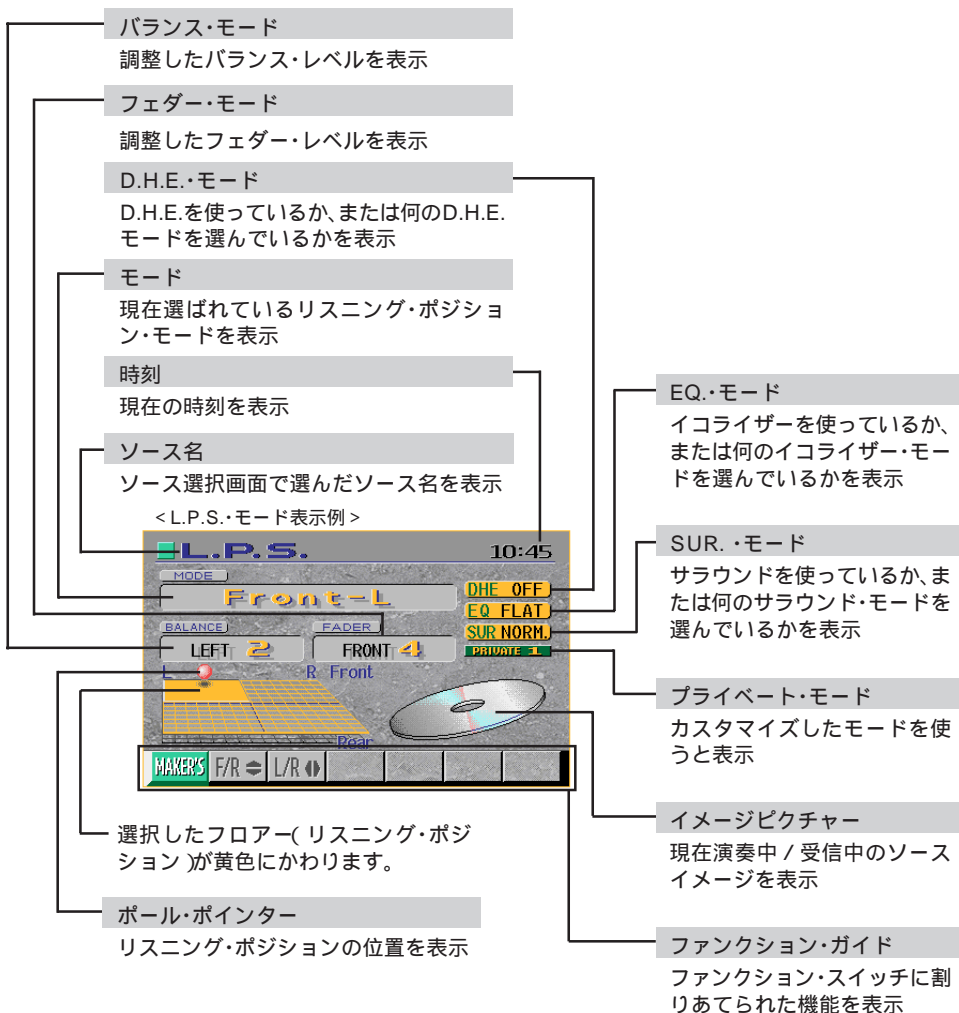 バランス・モード
調整したバランス・レベルを表示
フェダー・モード
調整したフェダー・レベルを表示
D.H.E.・モード
D.H.E.を使っているか、または何のD.H.E.
モードを選んでいるかを表示
モード
現在選ばれているリスニング・ポジショ
ン・モードを表示
時刻
現在の時刻を表示
ソース名
ソース選択画面で選んだソース名を表示
<L.P.S.・モード表示例>
L.P.S.
10:45
MODE
Front-L
DHE OFF
EQ FLAT
SUR NORM.
PRIVATE 1
BALANCE
LEFT 2
FADER
FRONT 4
L
R
Front
Rear
MAKER'S
F/R
L/R
選択したフロアー(リスニング・ポジ
ション)が黄色にかわります。
ポール・ポインター
リスニング・ポジションの位置を表示
EQ.・モード
イコライザーを使っているか、
または何のイコライザー・モー
ドを選んでいるかを表示
SUR. ・モード
サラウンドを使っているか、ま
たは何のサラウンド・モードを
選んでいるかを表示
プライベート・モード
カスタマイズしたモードを使
うと表示
イメージピクチャー
現在演奏中/受信中のソース
イメージを表示
ファンクション・ガイド
ファンクション・スイッチに割
りあてられた機能を表示